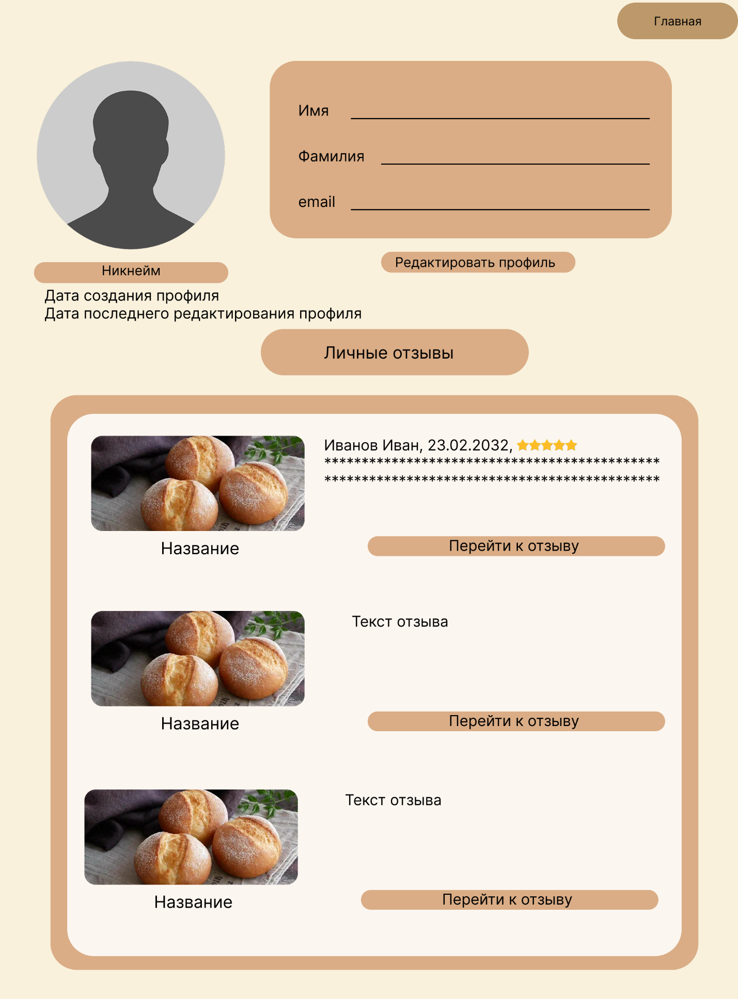 Главная
Имя
Фамилия
email
Редактировать профиль
Никнейм
Дата создания профиля
Дата последнего редактирования профиля
Личные отзывы
Иванов Иван, 23.02.2032,
*********************************************
*********************************************
Название
Перейти к отзыву
Текст отзыва
Название
Перейти к отзыву
Текст отзыва
Название
Перейти к отзыву